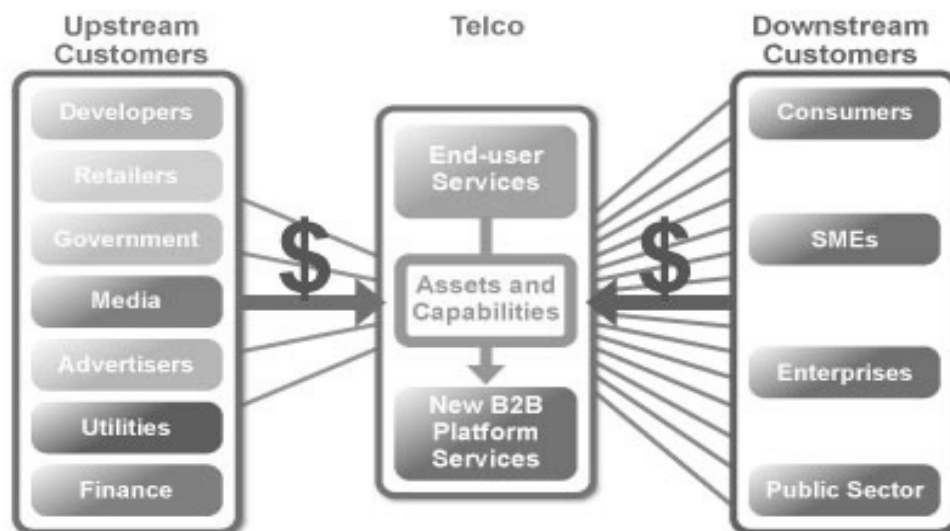 Upstream
Customers
Developers
Retailers
Government
Media
Advertisers
Utilities
Finance
$
Telco
End-user
Services
Assets and
Capabilities
New B2B
Platform
Services
$
Downstream
Customers
Consumers
SMEs
Enterprises
Public Sector